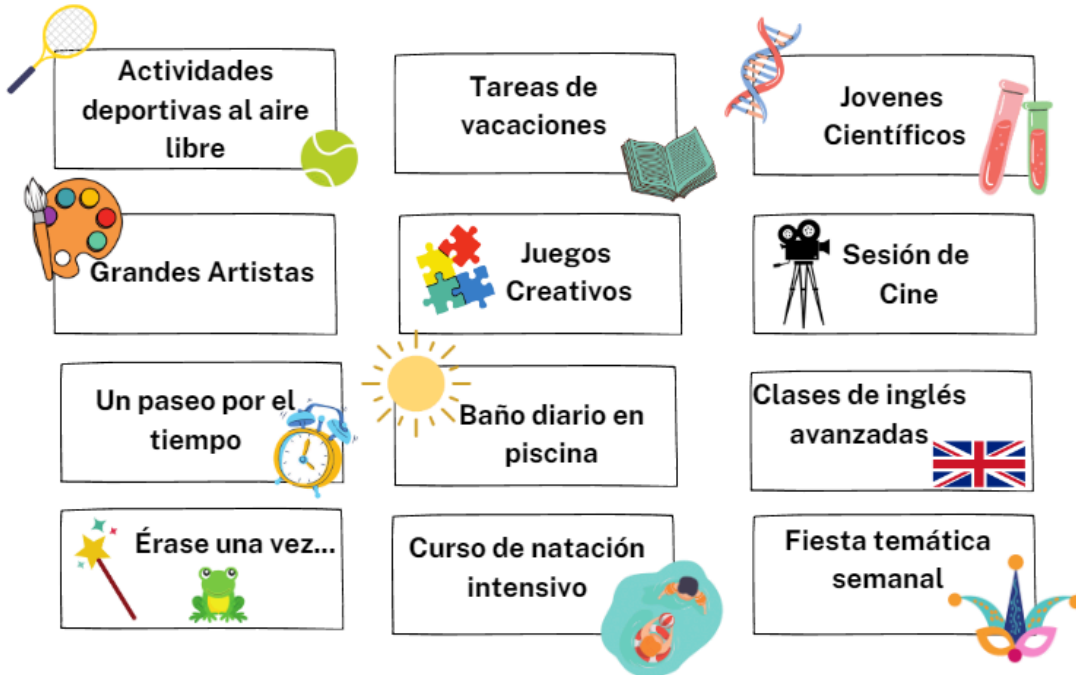 Actividades
deportivas al aire
libre
Tareas de
vacaciones
Jovenes
Científicos
Grandes Artistas
Juegos
Creativos
Sesión de
Cine
Un paseo por el
tiempo
Baño diario en
piscina
Clases de inglés
avanzadas
Érase una vez...
Curso de natación
intensivo
Fiesta temática
semanal